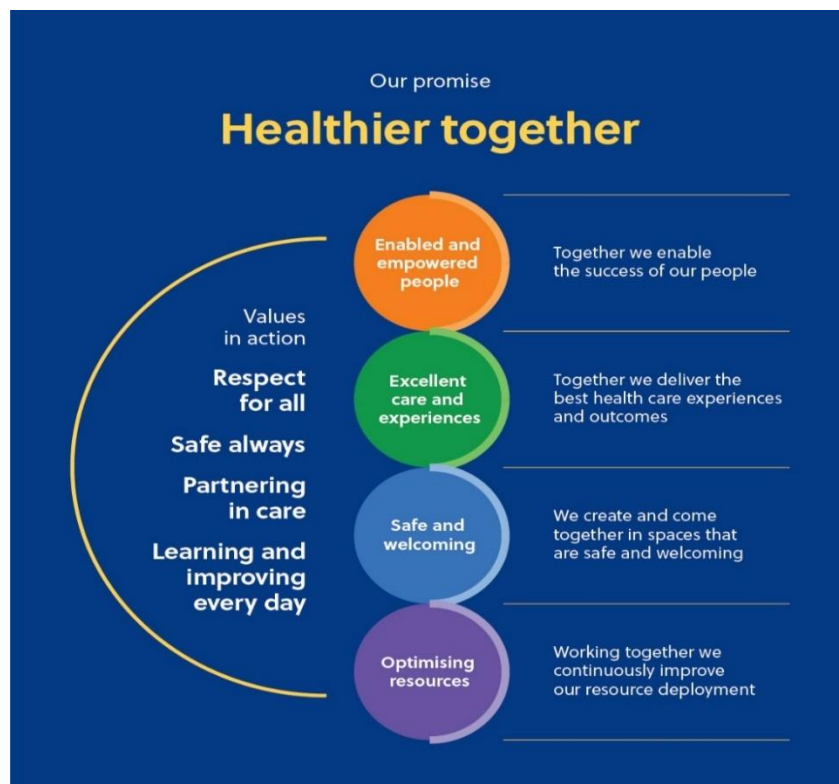 Our promise
Healthier together
Values
in action
Respect
for all
Safe always
Partnering
in care
Learning and
improving
every day
Enabled and
empowered
people
Together we enable
the success of our people
Excellent
care and
experiences
Together we deliver the
best health care experiences
and outcomes
Safe and
welcoming
We create and come
together in spaces that
are safe and welcoming
Optimising
resources
Working together we
continuously improve
our resource deployment